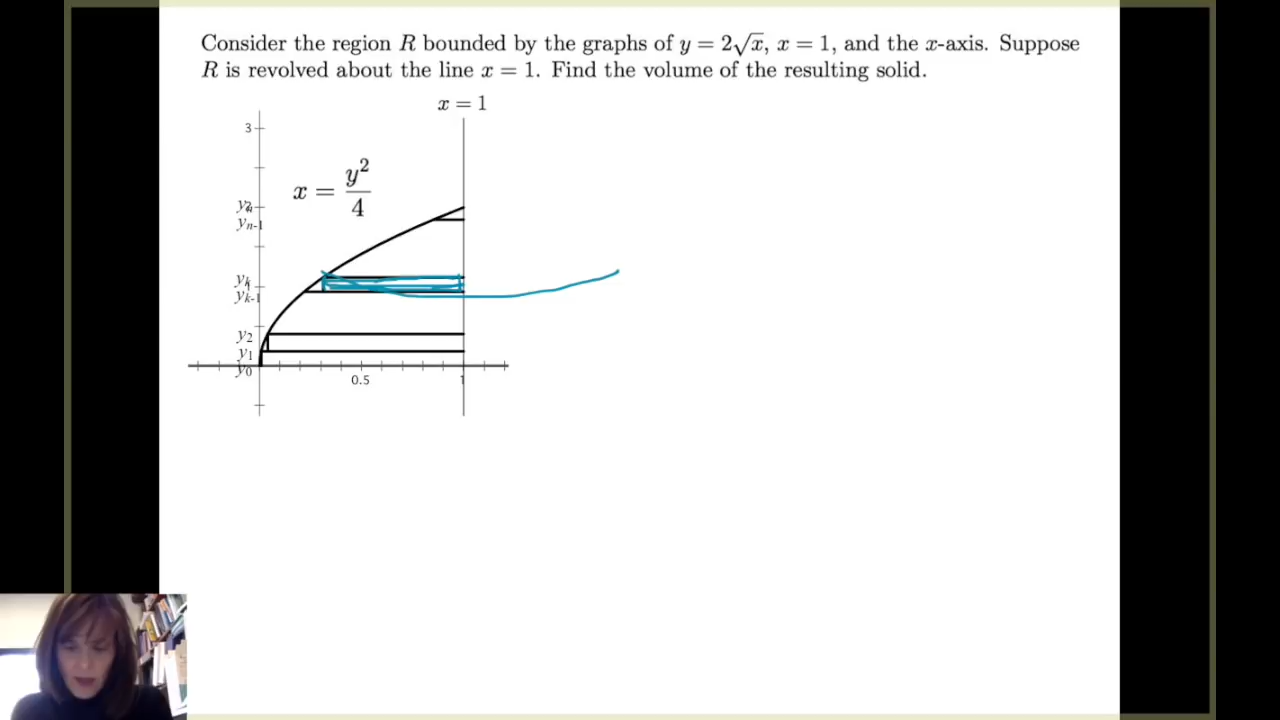 Consider the region R bounded by the graphs of y = 2√x, x = 1, and the x-axis. Suppose
R is revolved about the line x = 1. Find the volume of the resulting solid.
x = 1
3
x = y²/4
yₙ
yₙ₋₁
yₖ
yₖ₋₁
y₂
y₁
y₀
0.5
1